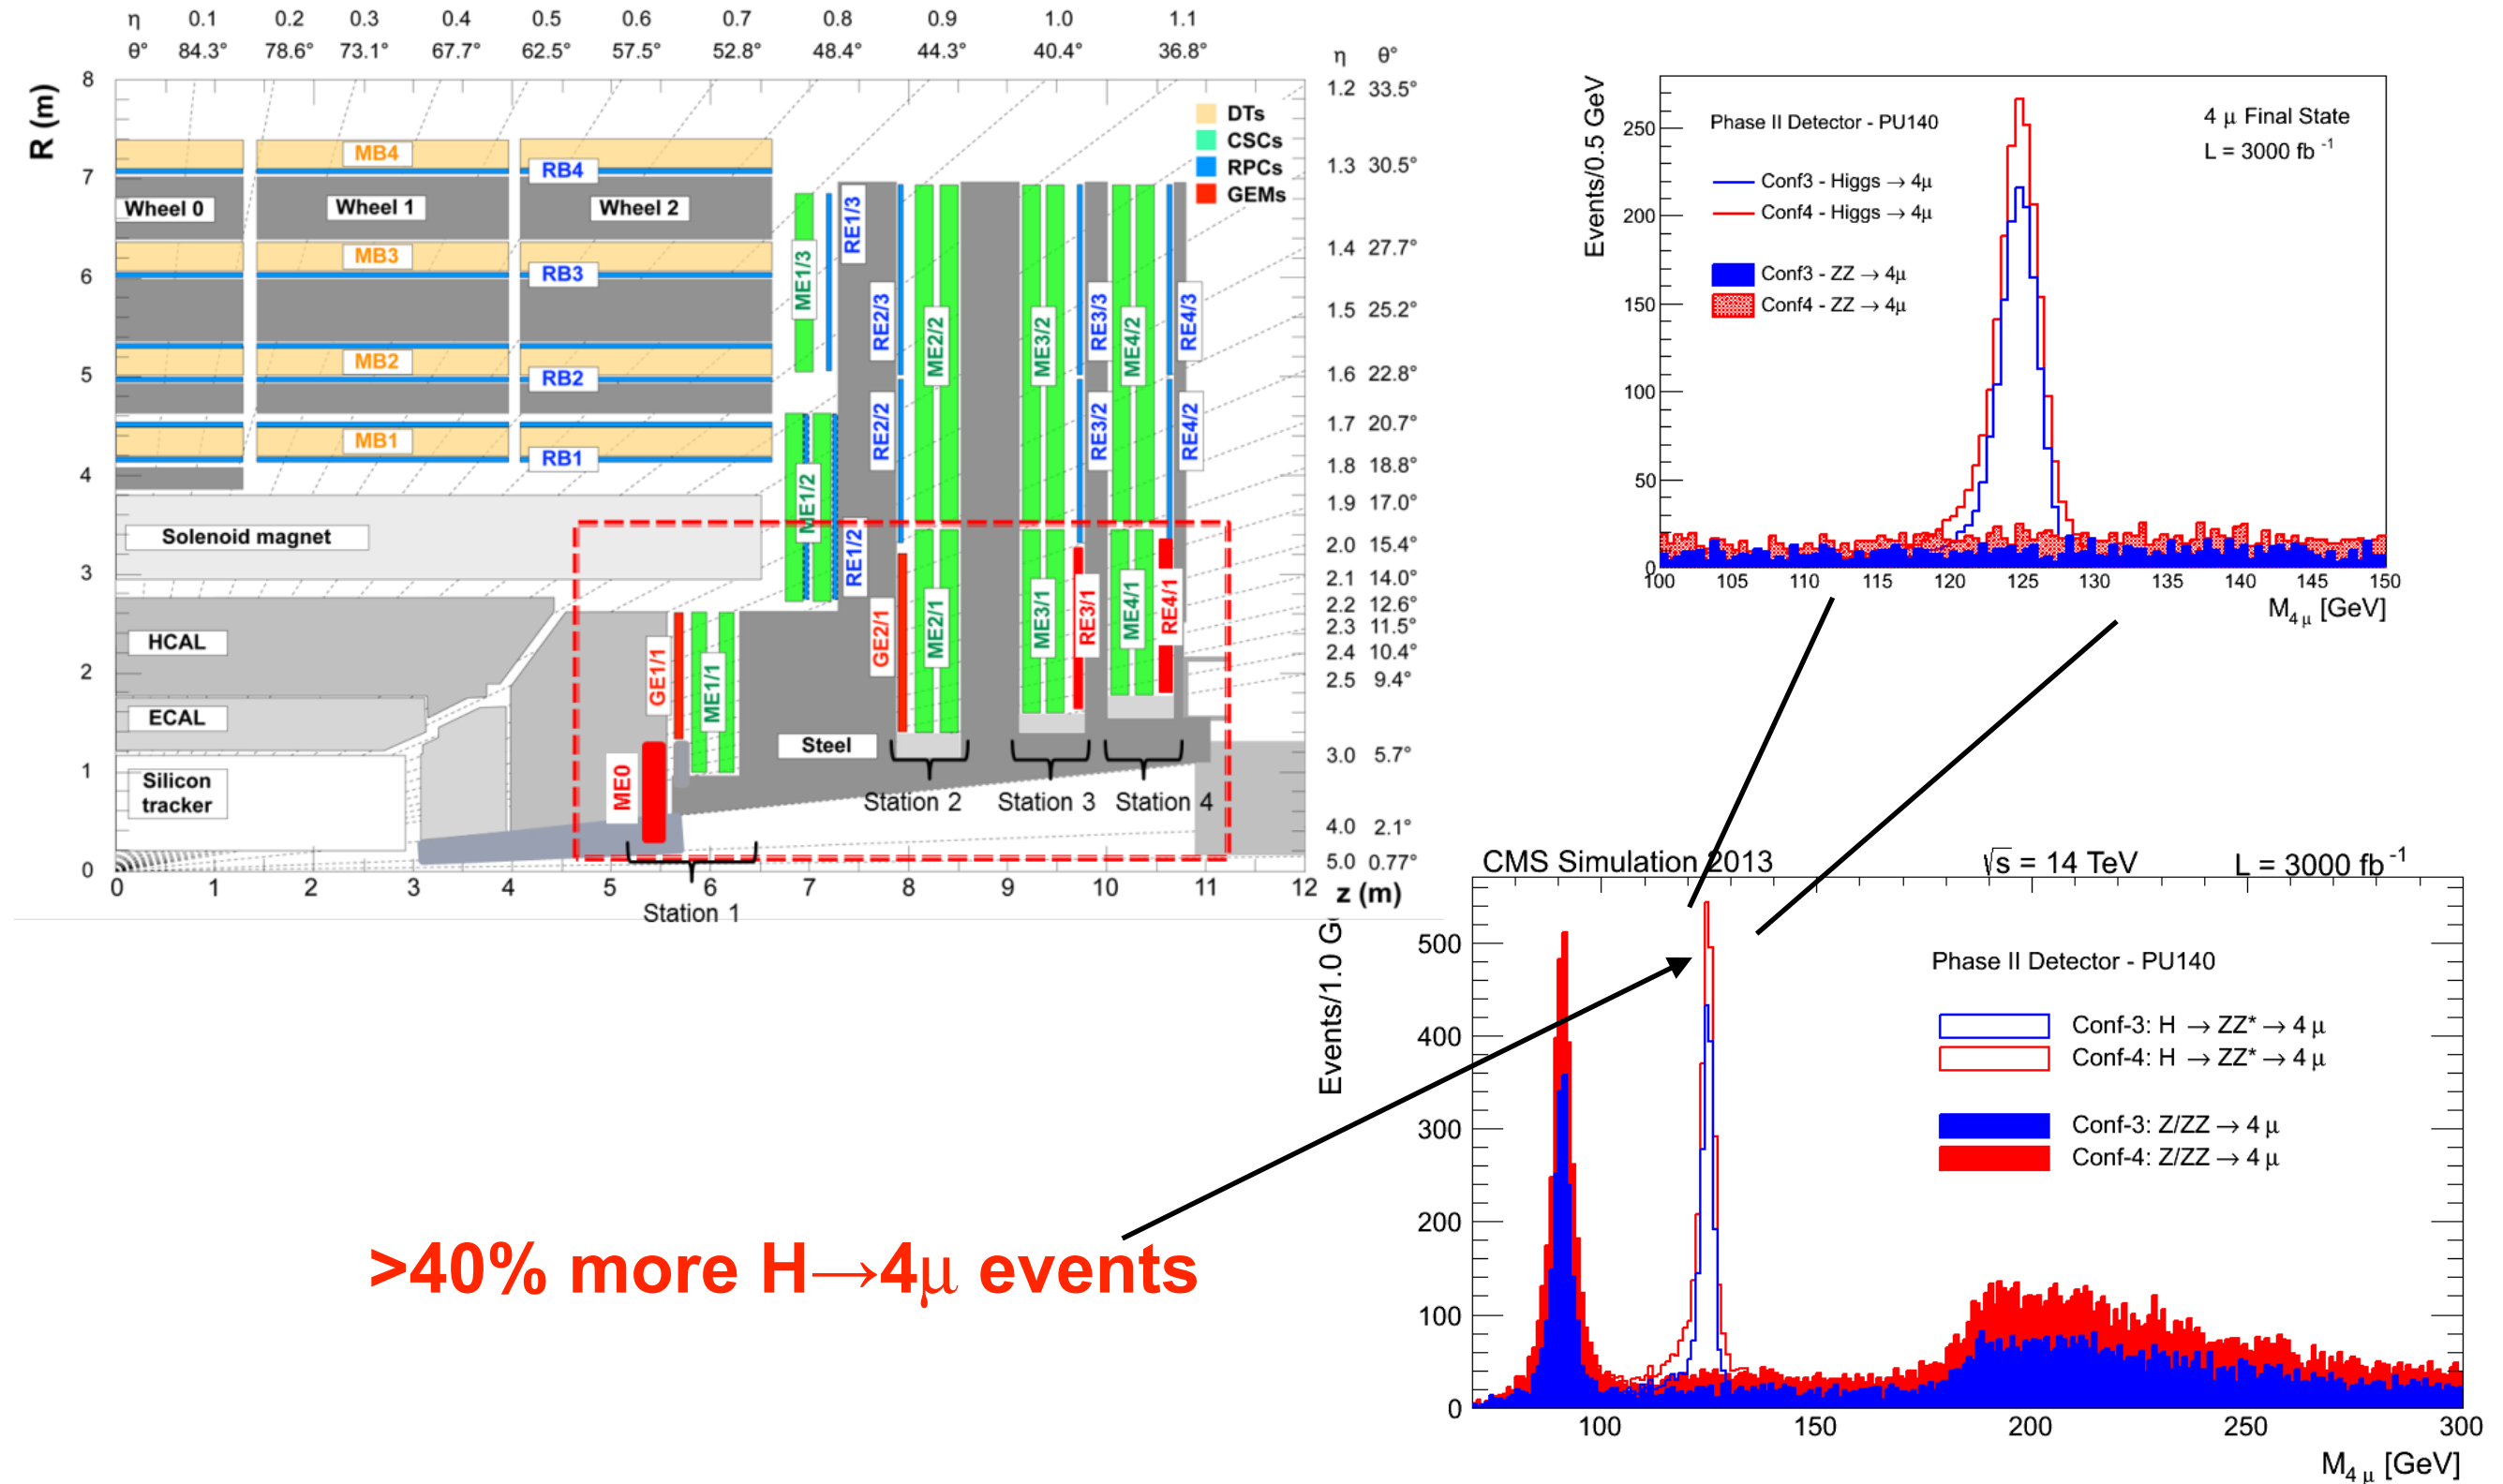 η 0.1 0.2 0.3 0.4 0.5 0.6 0.7 0.8 0.9 1.0 1.1
θ° 84.3° 78.6° 73.1° 67.7° 62.5° 57.5° 52.8° 48.4° 44.3° 40.4° 36.8°
η θ°
1.2 33.5°
1.3 30.5°
1.4 27.7°
1.5 25.2°
1.6 22.8°
1.7 20.7°
1.8 18.8°
1.9 17.0°
2.0 15.4°
2.1 14.0°
2.2 12.6°
2.3 11.5°
2.4 10.4°
2.5 9.4°
3.0 5.7°
4.0 2.1°
5.0 0.77°
R (m)
8
7
6
5
4
3
2
1
0
0 1 2 3 4 5 6 7 8 9 10 11 12
z (m)
DTs
CSCs
RPCs
GEMs
MB4
RB4
Wheel 0
Wheel 1
Wheel 2
MB3
RB3
MB2
RB2
MB1
RB1
Solenoid magnet
HCAL
ECAL
Silicon
tracker
Steel
ME1/3
RE1/3
RE2/3
ME2/2
ME3/2
RE3/3
ME4/2
RE4/3
RE2/2
RE3/2
RE4/2
ME1/2
RE1/2
GE1/1
ME1/1
GE2/1
ME2/1
ME3/1
RE3/1
ME4/1
RE4/1
ME0
Station 2
Station 3
Station 4
Station 1
Events/0.5 GeV
250
200
150
100
50
0
Phase II Detector - PU140
4 μ Final State
L = 3000 fb -1
Conf3 - Higgs → 4μ
Conf4 - Higgs → 4μ
Conf3 - ZZ → 4μ
Conf4 - ZZ → 4μ
100 105 110 115 120 125 130 135 140 145 150
M4 μ [GeV]
CMS Simulation 2013 √s = 14 TeV L = 3000 fb -1
Events/1.0 G
500
400
300
200
100
0
Phase II Detector - PU140
Conf-3: H → ZZ* → 4 μ
Conf-4: H → ZZ* → 4 μ
Conf-3: Z/ZZ → 4 μ
Conf-4: Z/ZZ → 4 μ
100 150 200 250 300
M4 μ [GeV]
>40% more H→4μ events